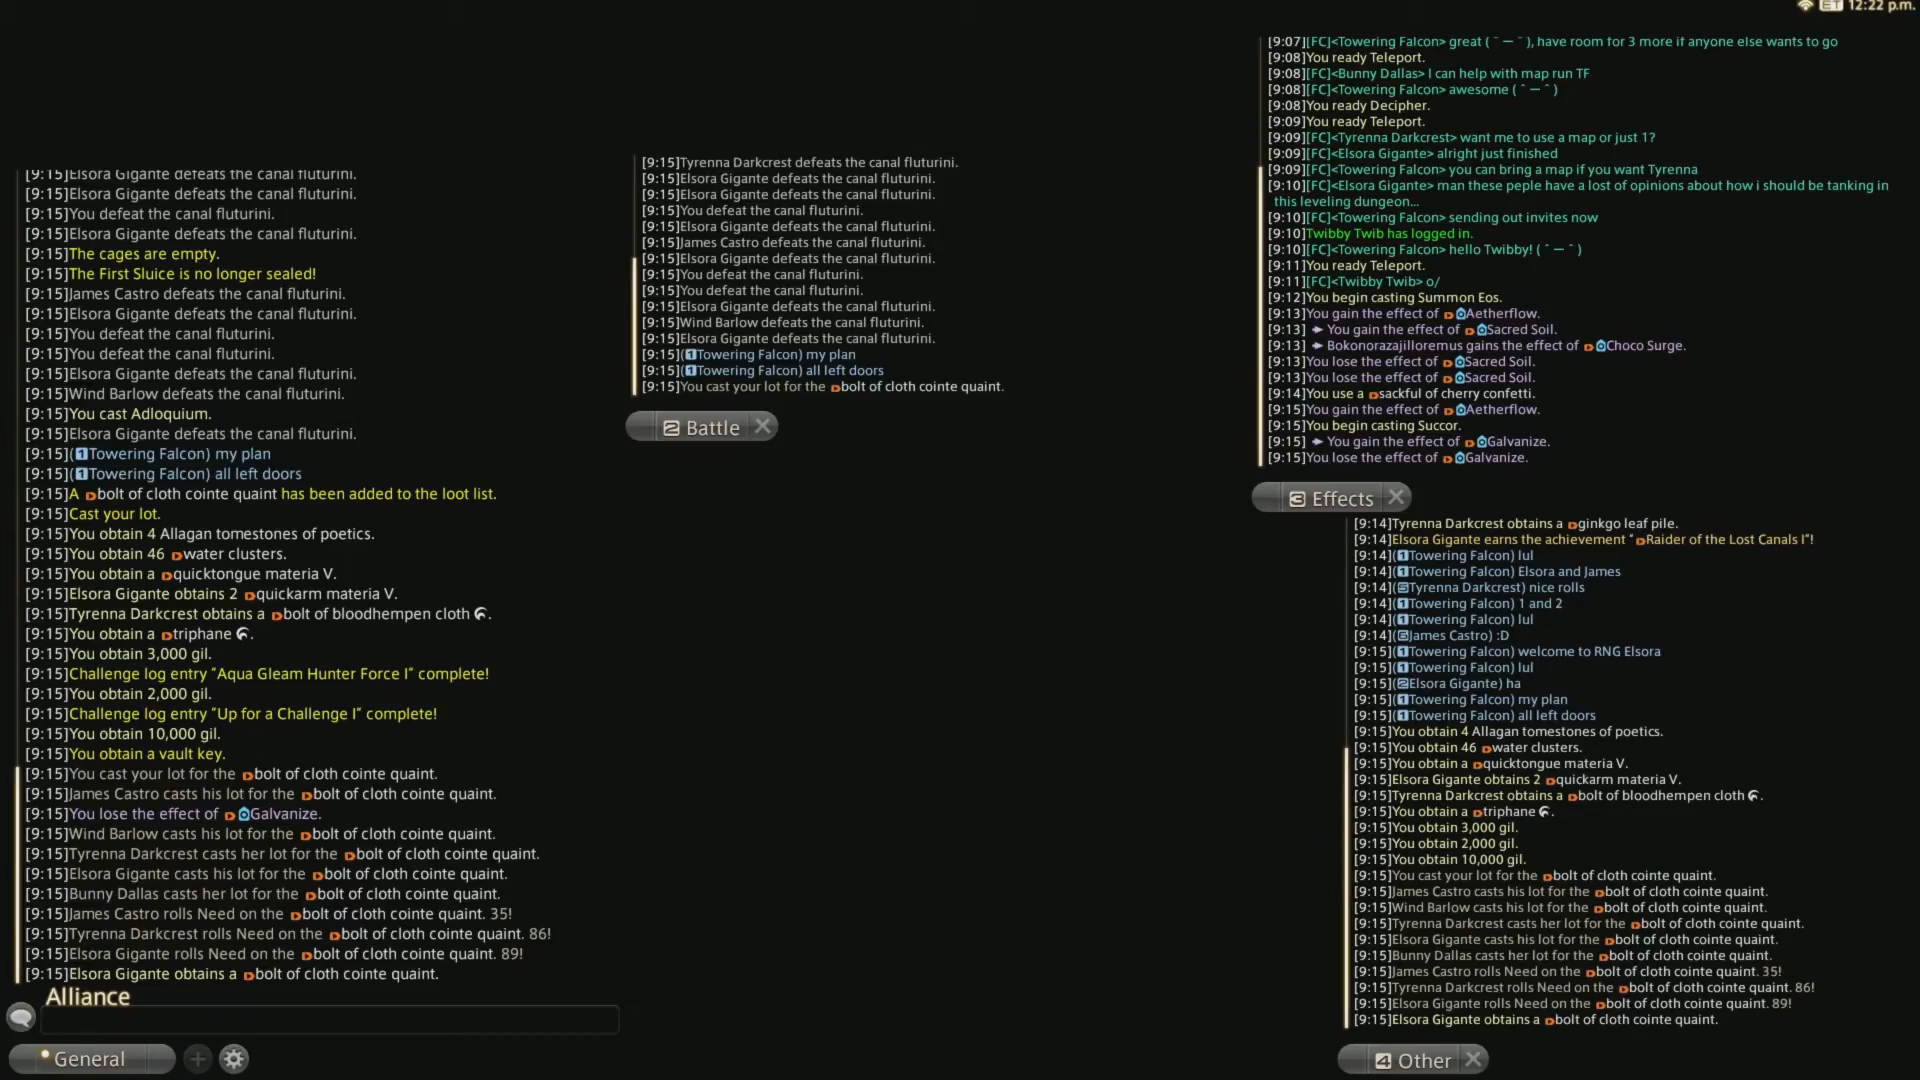 ET 12:22 p.m.
[9:15]Elsora Gigante defeats the canal fluturini.
[9:15]Elsora Gigante defeats the canal fluturini.
[9:15]You defeat the canal fluturini.
[9:15]Elsora Gigante defeats the canal fluturini.
[9:15]The cages are empty.
[9:15]The First Sluice is no longer sealed!
[9:15]James Castro defeats the canal fluturini.
[9:15]Elsora Gigante defeats the canal fluturini.
[9:15]You defeat the canal fluturini.
[9:15]You defeat the canal fluturini.
[9:15]Elsora Gigante defeats the canal fluturini.
[9:15]Wind Barlow defeats the canal fluturini.
[9:15]You cast Adloquium.
[9:15]Elsora Gigante defeats the canal fluturini.
[9:15](1Towering Falcon) my plan
[9:15](1Towering Falcon) all left doors
[9:15]A bolt of cloth cointe quaint has been added to the loot list.
[9:15]Cast your lot.
[9:15]You obtain 4 Allagan tomestones of poetics.
[9:15]You obtain 46 water clusters.
[9:15]You obtain a quicktongue materia V.
[9:15]Elsora Gigante obtains 2 quickarm materia V.
[9:15]Tyrenna Darkcrest obtains a bolt of bloodhempen cloth.
[9:15]You obtain a triphane.
[9:15]You obtain 3,000 gil.
[9:15]Challenge log entry "Aqua Gleam Hunter Force I" complete!
[9:15]You obtain 2,000 gil.
[9:15]Challenge log entry "Up for a Challenge I" complete!
[9:15]You obtain 10,000 gil.
[9:15]You obtain a vault key.
[9:15]You cast your lot for the bolt of cloth cointe quaint.
[9:15]James Castro casts his lot for the bolt of cloth cointe quaint.
[9:15]You lose the effect of Galvanize.
[9:15]Wind Barlow casts his lot for the bolt of cloth cointe quaint.
[9:15]Tyrenna Darkcrest casts her lot for the bolt of cloth cointe quaint.
[9:15]Elsora Gigante casts his lot for the bolt of cloth cointe quaint.
[9:15]Bunny Dallas casts her lot for the bolt of cloth cointe quaint.
[9:15]James Castro rolls Need on the bolt of cloth cointe quaint. 35!
[9:15]Tyrenna Darkcrest rolls Need on the bolt of cloth cointe quaint. 86!
[9:15]Elsora Gigante rolls Need on the bolt of cloth cointe quaint. 89!
[9:15]Elsora Gigante obtains a bolt of cloth cointe quaint.
Alliance
General
[9:15]Tyrenna Darkcrest defeats the canal fluturini.
[9:15]Elsora Gigante defeats the canal fluturini.
[9:15]Elsora Gigante defeats the canal fluturini.
[9:15]You defeat the canal fluturini.
[9:15]Elsora Gigante defeats the canal fluturini.
[9:15]James Castro defeats the canal fluturini.
[9:15]Elsora Gigante defeats the canal fluturini.
[9:15]You defeat the canal fluturini.
[9:15]You defeat the canal fluturini.
[9:15]Elsora Gigante defeats the canal fluturini.
[9:15]Wind Barlow defeats the canal fluturini.
[9:15]Elsora Gigante defeats the canal fluturini.
[9:15](1Towering Falcon) my plan
[9:15](1Towering Falcon) all left doors
[9:15]You cast your lot for the bolt of cloth cointe quaint.
2 Battle
[9:07][FC]<Towering Falcon> great ( ¯ — ¯ ), have room for 3 more if anyone else wants to go
[9:08]You ready Teleport.
[9:08][FC]<Bunny Dallas> I can help with map run TF
[9:08][FC]<Towering Falcon> awesome ( ˆ — ˆ )
[9:08]You ready Decipher.
[9:09]You ready Teleport.
[9:09][FC]<Tyrenna Darkcrest> want me to use a map or just 1?
[9:09][FC]<Elsora Gigante> alright just finished
[9:09][FC]<Towering Falcon> you can bring a map if you want Tyrenna
[9:10][FC]<Elsora Gigante> man these peple have a lost of opinions about how i should be tanking in
this leveling dungeon...
[9:10][FC]<Towering Falcon> sending out invites now
[9:10]Twibby Twib has logged in.
[9:10][FC]<Towering Falcon> hello Twibby! ( ˆ — ˆ )
[9:11]You ready Teleport.
[9:11][FC]<Twibby Twib> o/
[9:12]You begin casting Summon Eos.
[9:13]You gain the effect of Aetherflow.
[9:13] You gain the effect of Sacred Soil.
[9:13] Bokonorazajilloremus gains the effect of Choco Surge.
[9:13]You lose the effect of Sacred Soil.
[9:13]You lose the effect of Sacred Soil.
[9:14]You use a sackful of cherry confetti.
[9:15]You gain the effect of Aetherflow.
[9:15]You begin casting Succor.
[9:15] You gain the effect of Galvanize.
[9:15]You lose the effect of Galvanize.
3 Effects
[9:14]Tyrenna Darkcrest obtains a ginkgo leaf pile.
[9:14]Elsora Gigante earns the achievement "Raider of the Lost Canals I"!
[9:14](1Towering Falcon) lul
[9:14](1Towering Falcon) Elsora and James
[9:14](5Tyrenna Darkcrest) nice rolls
[9:14](1Towering Falcon) 1 and 2
[9:14](1Towering Falcon) lul
[9:14](6James Castro) :D
[9:15](1Towering Falcon) welcome to RNG Elsora
[9:15](1Towering Falcon) lul
[9:15](2Elsora Gigante) ha
[9:15](1Towering Falcon) my plan
[9:15](1Towering Falcon) all left doors
[9:15]You obtain 4 Allagan tomestones of poetics.
[9:15]You obtain 46 water clusters.
[9:15]You obtain a quicktongue materia V.
[9:15]Elsora Gigante obtains 2 quickarm materia V.
[9:15]Tyrenna Darkcrest obtains a bolt of bloodhempen cloth.
[9:15]You obtain a triphane.
[9:15]You obtain 3,000 gil.
[9:15]You obtain 2,000 gil.
[9:15]You obtain 10,000 gil.
[9:15]You cast your lot for the bolt of cloth cointe quaint.
[9:15]James Castro casts his lot for the bolt of cloth cointe quaint.
[9:15]Wind Barlow casts his lot for the bolt of cloth cointe quaint.
[9:15]Tyrenna Darkcrest casts her lot for the bolt of cloth cointe quaint.
[9:15]Elsora Gigante casts his lot for the bolt of cloth cointe quaint.
[9:15]Bunny Dallas casts her lot for the bolt of cloth cointe quaint.
[9:15]James Castro rolls Need on the bolt of cloth cointe quaint. 35!
[9:15]Tyrenna Darkcrest rolls Need on the bolt of cloth cointe quaint. 86!
[9:15]Elsora Gigante rolls Need on the bolt of cloth cointe quaint. 89!
[9:15]Elsora Gigante obtains a bolt of cloth cointe quaint.
4 Other